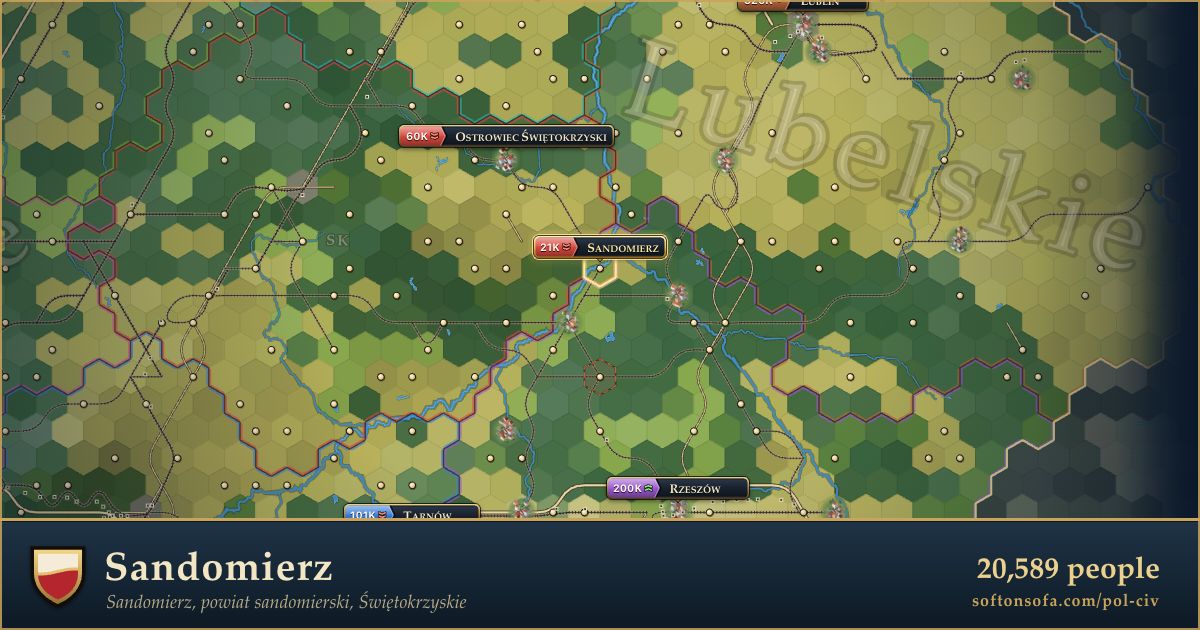 Lublin
Lubelskie
60K Ostrowiec Świętokrzyski
e
SK
21K Sandomierz
200K Rzeszów
101K Tarnów
Sandomierz
Sandomierz, powiat sandomierski, Świętokrzyskie
20,589 people
softonsofa.com/pol-civ